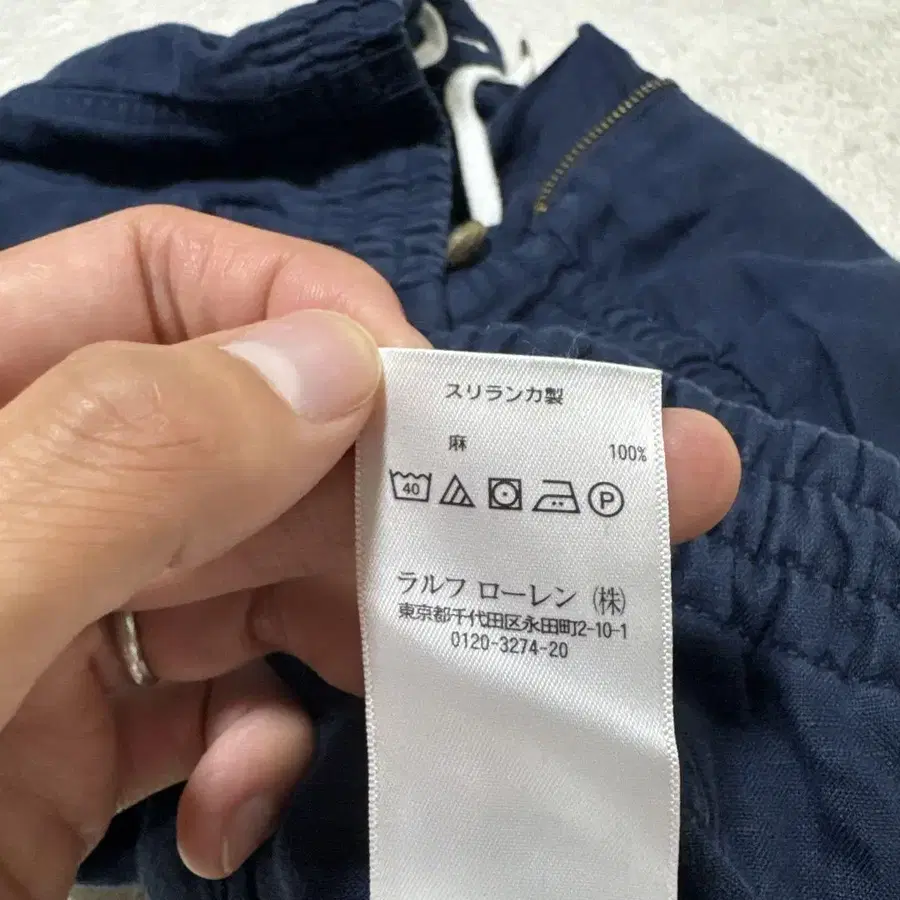 スリランカ製
麻 100%
40 P
ラルフ ローレン (株)
東京都千代田区永田町2-10-1
0120-3274-20